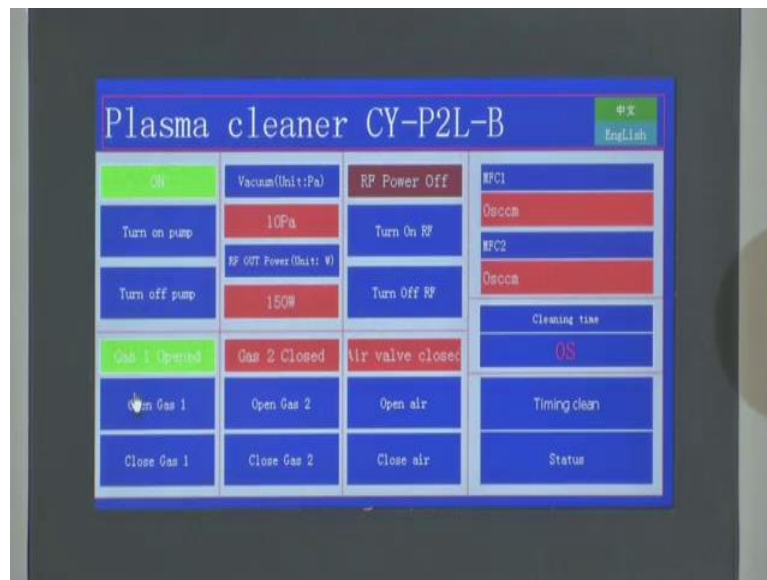 Plasma cleaner CY-P2L-B
中文
EngLish
ON
Vacuum(Unit:Pa)
RF Power Off
MFC1
Turn on pump
10Pa
Turn On RF
0sccm
RF OUT Power(Unit: W)
MFC2
Turn off pump
150W
Turn Off RF
0sccm
Cleaning time
0S
Gas 1 Opened
Gas 2 Closed
Air valve closed
Open Gas 1
Open Gas 2
Open air
Timing clean
Close Gas 1
Close Gas 2
Close air
Status